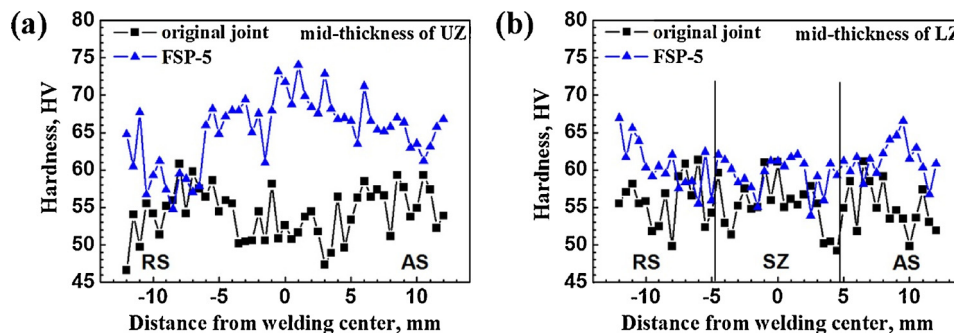 (a)
original joint
mid-thickness of UZ
FSP-5
Hardness, HV
80
75
70
65
60
55
50
45
RS
AS
-10
-5
0
5
10
Distance from welding center, mm
(b)
original joint
mid-thickness of LZ
FSP-5
Hardness, HV
80
75
70
65
60
55
50
45
RS
SZ
AS
-10
-5
0
5
10
Distance from welding center, mm